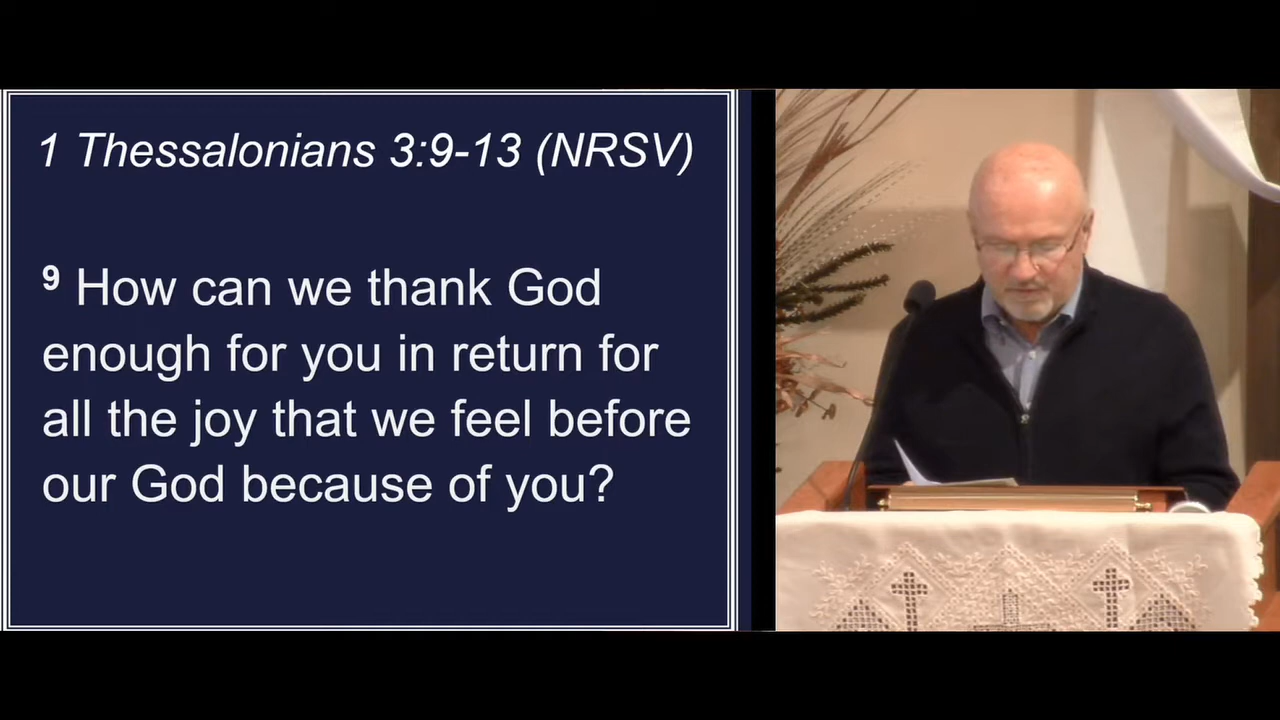 1 Thessalonians 3:9-13 (NRSV)
9 How can we thank God
enough for you in return for
all the joy that we feel before
our God because of you?